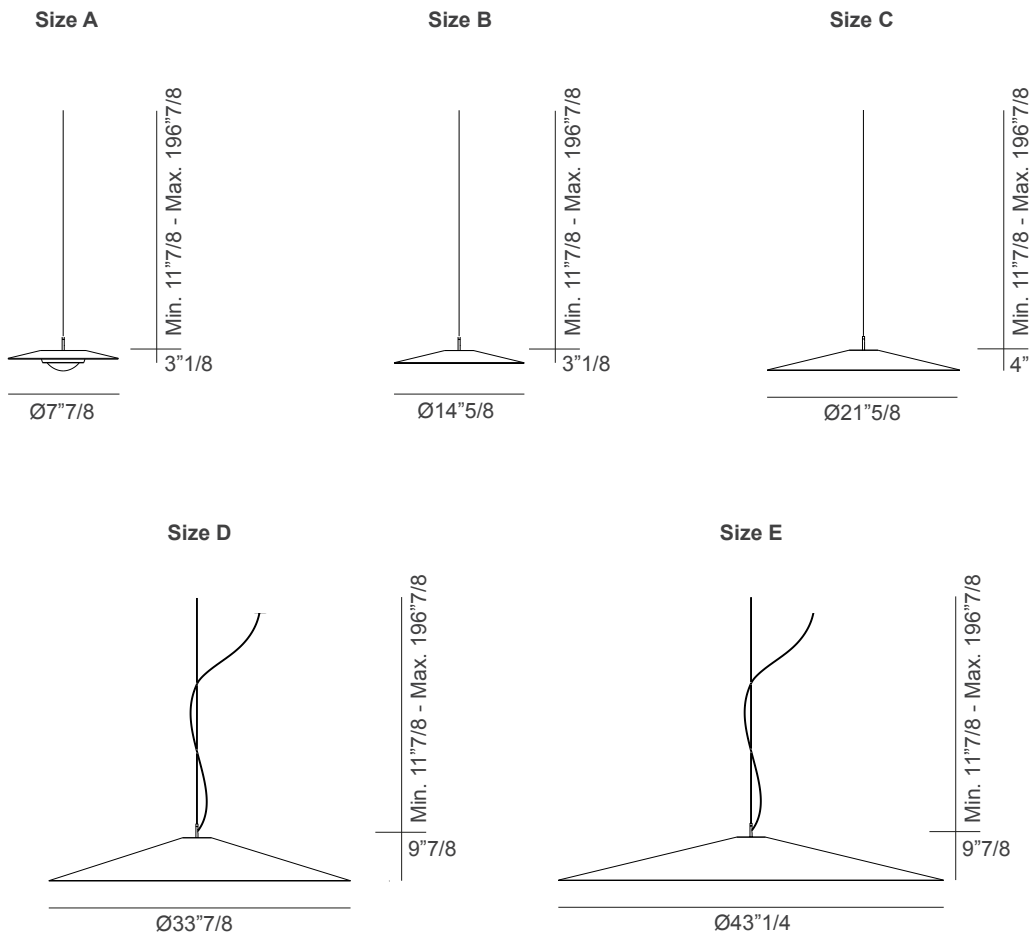 Size A
Size B
Size C
Min. 11”7/8 - Max. 196”7/8
3”1/8
Ø7”7/8
Min. 11”7/8 - Max. 196”7/8
3”1/8
Ø14”5/8
Min. 11”7/8 - Max. 196”7/8
4”
Ø21”5/8
Size D
Size E
Min. 11”7/8 - Max. 196”7/8
9”7/8
Ø33”7/8
Min. 11”7/8 - Max. 196”7/8
9”7/8
Ø43”1/4